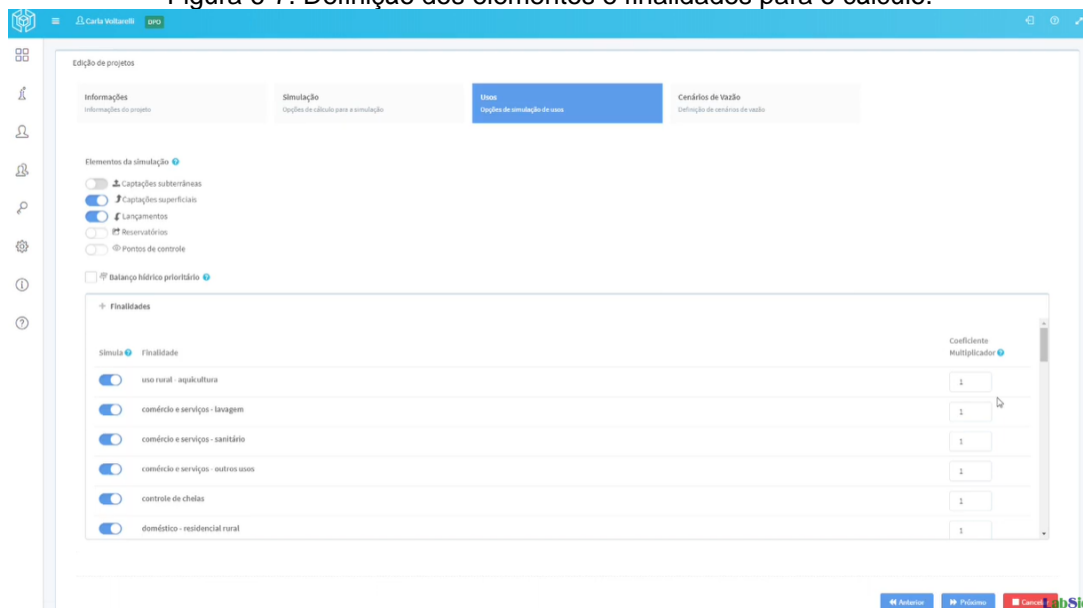 Figura 6-7. Definição dos elementos e finalidades para o cálculo.
Carla Voltarelli DPO
Edição de projetos
Informações
Informações do projeto
Simulação
Opções de cálculo para a simulação
Usos
Opções de simulação de usos
Cenários de Vazão
Definição de cenários de vazão
Elementos da simulação
Captações subterrâneas
Captações superficiais
Lançamentos
Reservatórios
Pontos de controle
Balanço hídrico prioritário
Finalidades
Simula Finalidade Coeficiente Multiplicador
uso rural - aquicultura 1
comércio e serviços - lavagem 1
comércio e serviços - sanitário 1
comércio e serviços - outros usos 1
controle de cheias 1
doméstico - residencial rural 1
Anterior Próximo Cancelar